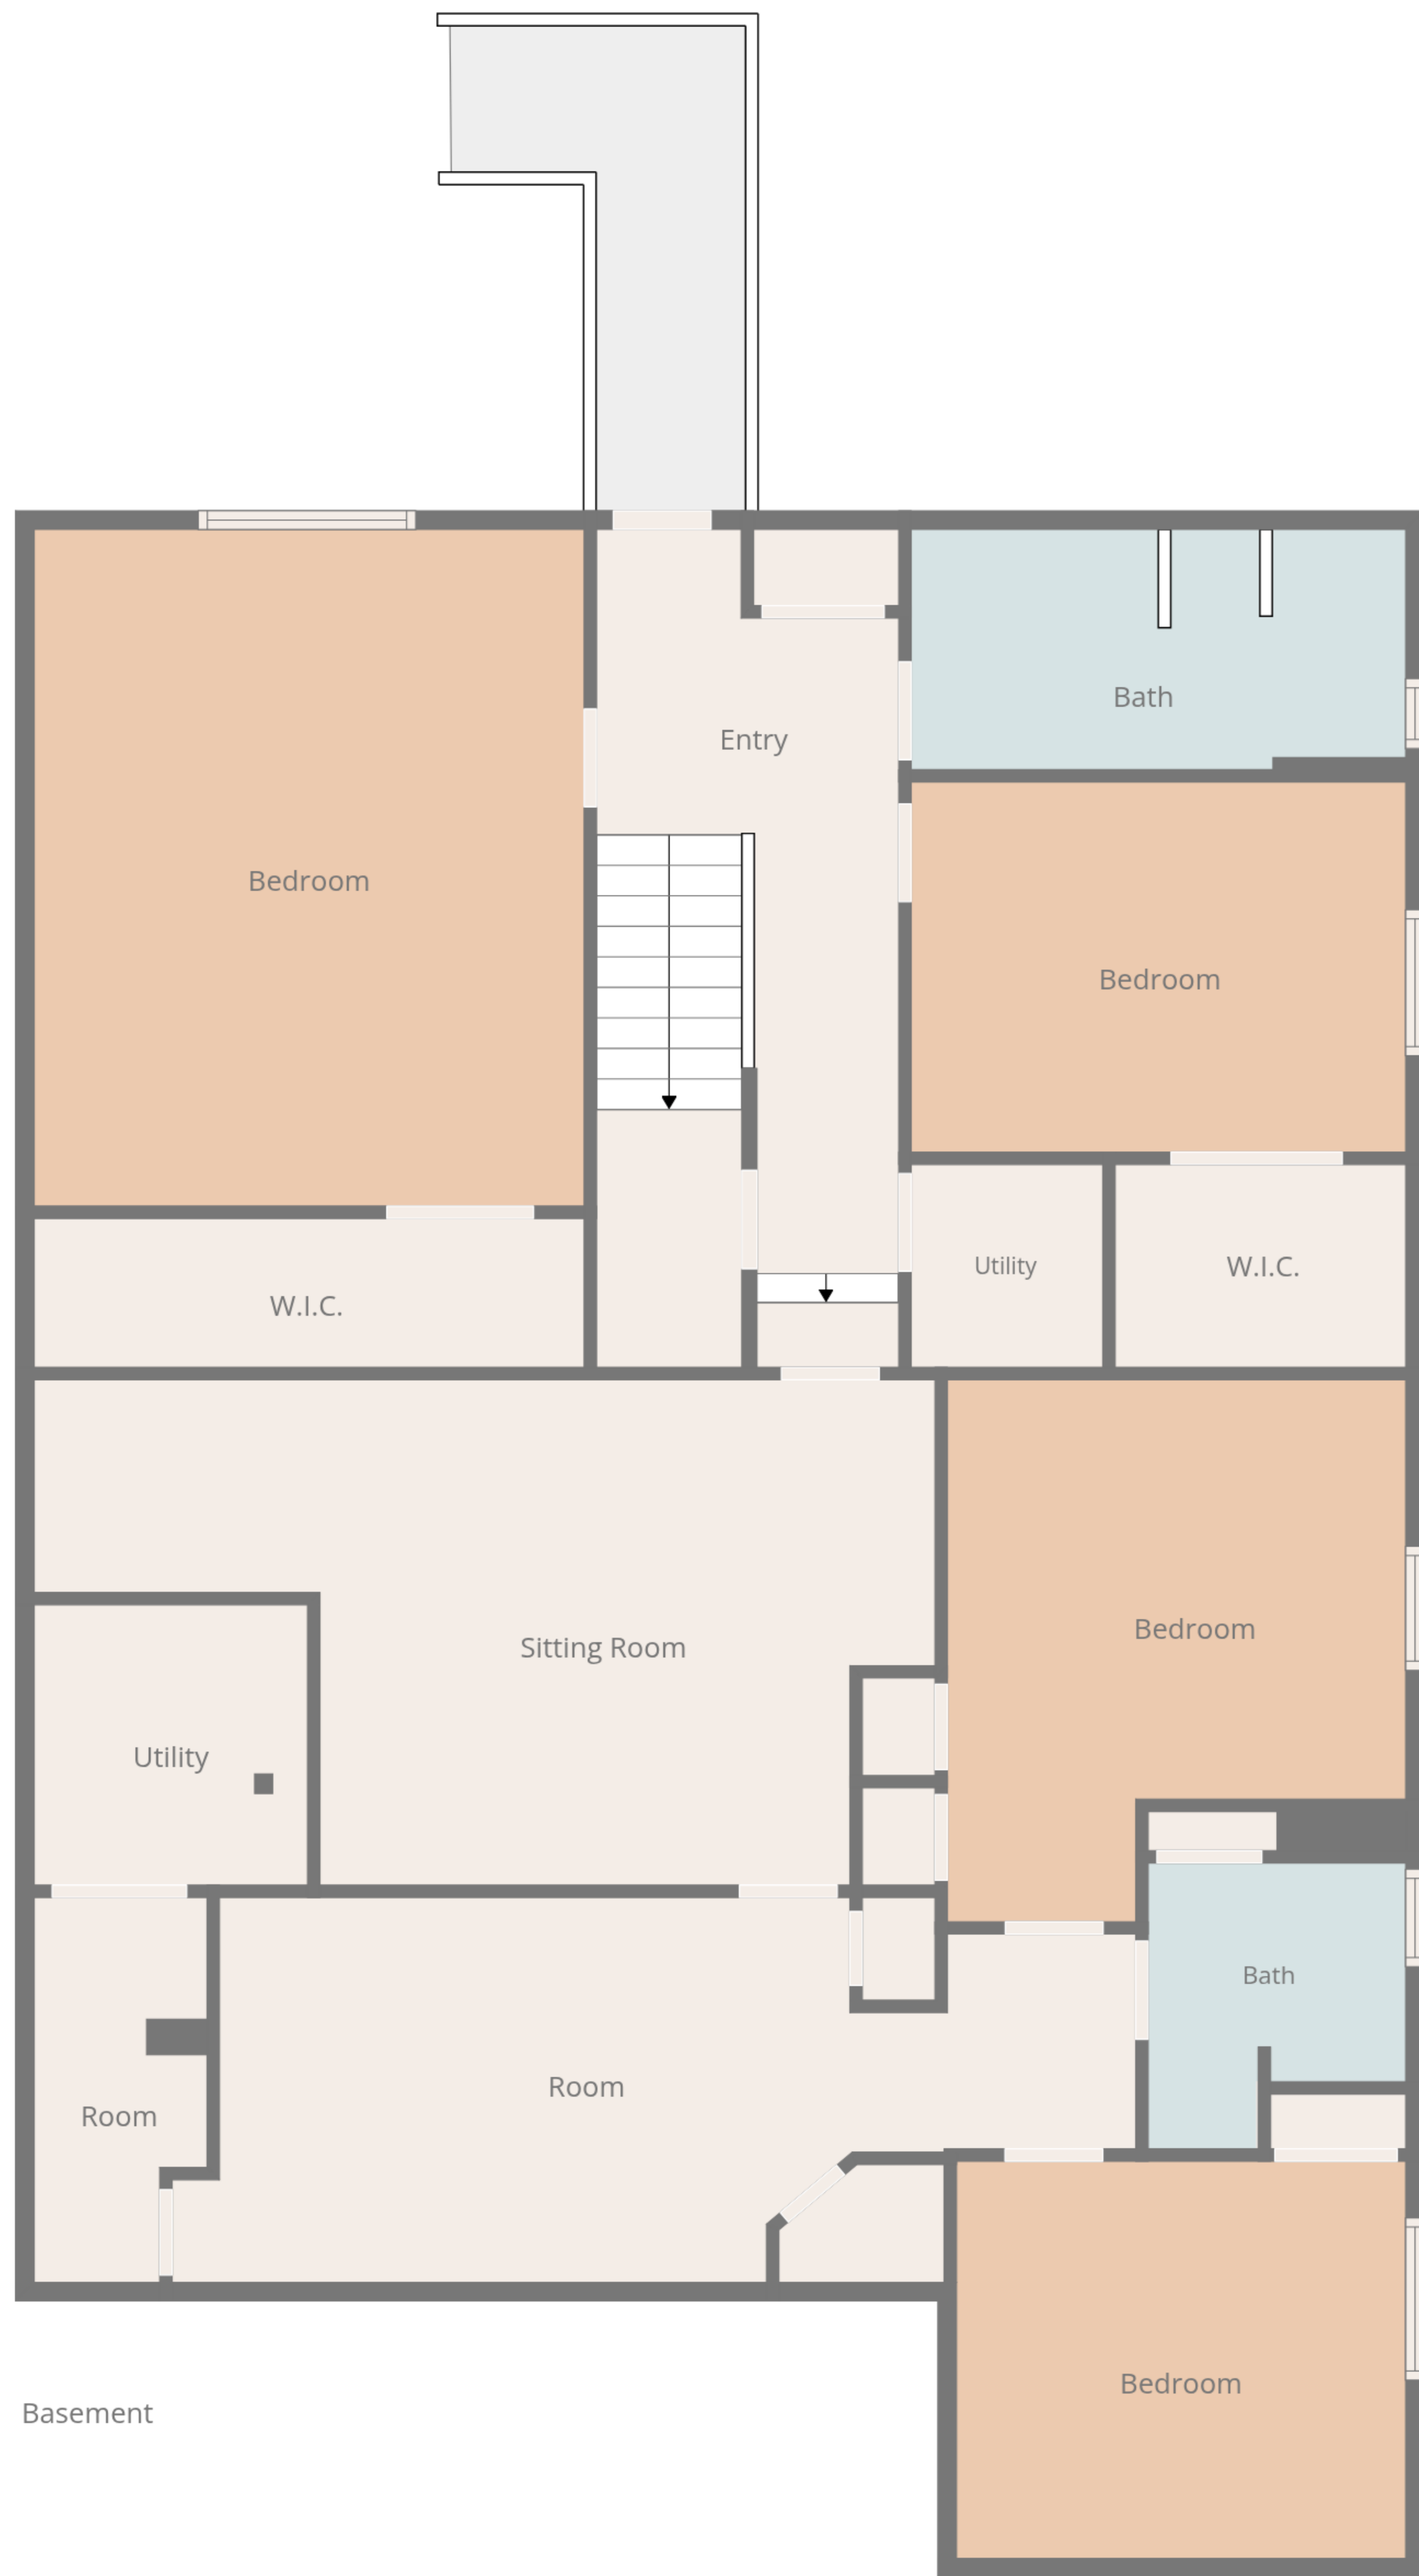 Bath
Entry
Bedroom
Bedroom
Utility
W.I.C.
W.I.C.
Bedroom
Sitting Room
Utility
Bath
Room
Room
Bedroom
Basement